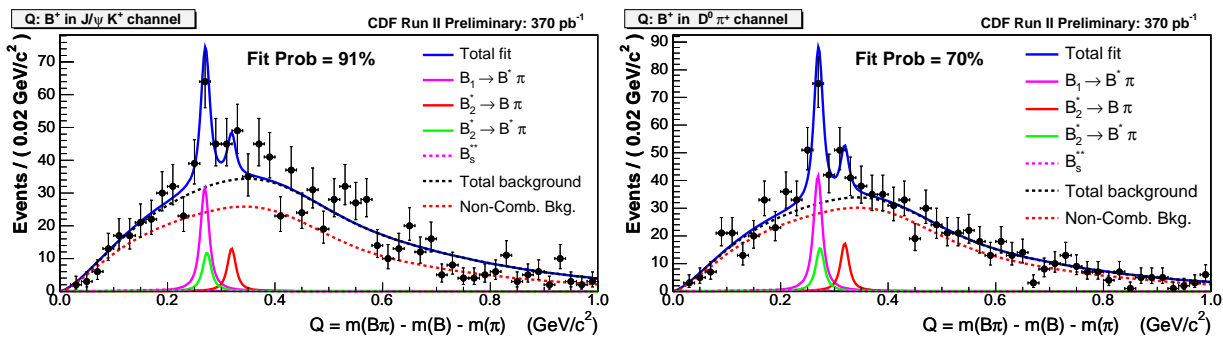 Q: B⁺ in J/ψ K⁺ channel
CDF Run II Preliminary: 370 pb⁻¹
Events / ( 0.02 GeV/c² )
Fit Prob = 91%
Total fit
B₁ → B* π
B₂* → B π
B₂* → B* π
Bₛ**
Total background
Non-Comb. Bkg.
70
60
50
40
30
20
10
0
0.0 0.2 0.4 0.6 0.8 1.0
Q = m(Bπ) - m(B) - m(π) (GeV/c²)
Q: B⁺ in D⁰ π⁺ channel
CDF Run II Preliminary: 370 pb⁻¹
Events / ( 0.02 GeV/c² )
Fit Prob = 70%
Total fit
B₁ → B* π
B₂* → B π
B₂* → B* π
Bₛ**
Total background
Non-Comb. Bkg.
90
80
70
60
50
40
30
20
10
0
0.0 0.2 0.4 0.6 0.8 1.0
Q = m(Bπ) - m(B) - m(π) (GeV/c²)